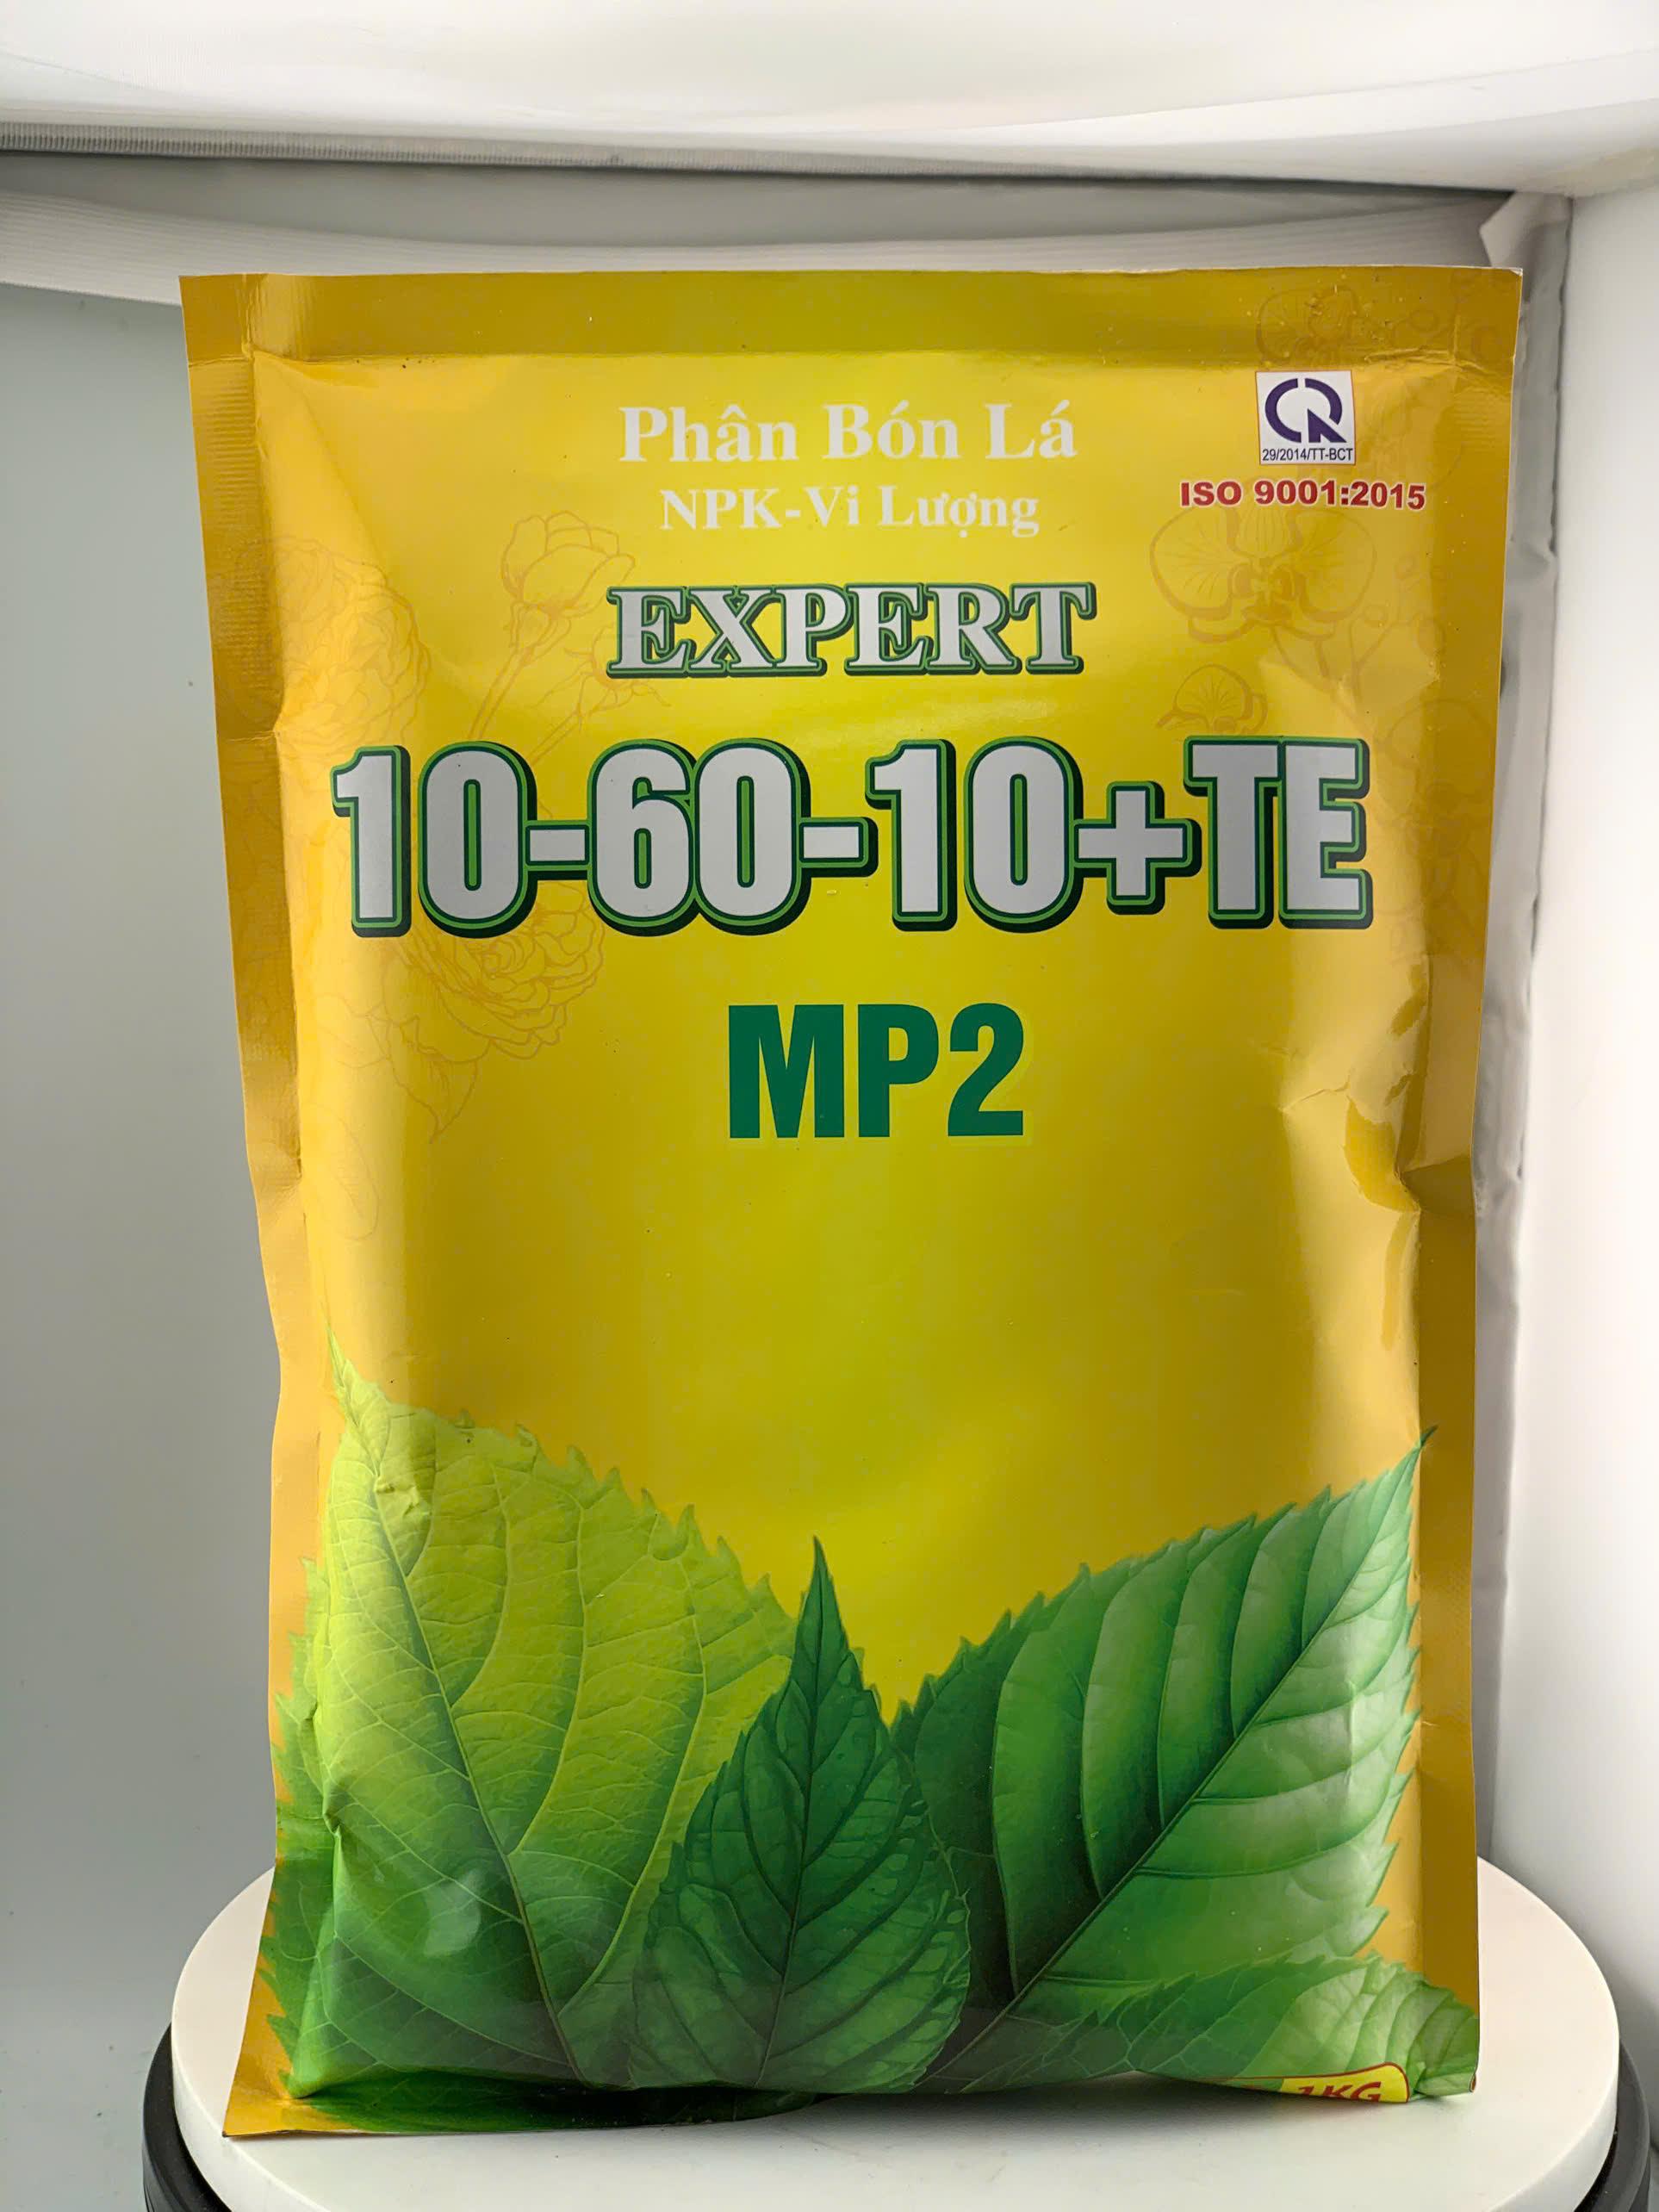 Phân Bón Lá
29/2014/TT-BCT
NPK-Vi Lượng
ISO 9001:2015
EXPERT
10-60-10+TE
MP2
1KG